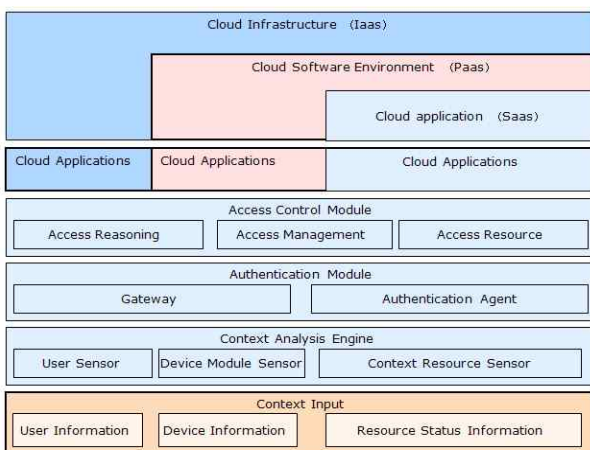 Cloud Infrastructure (Iaas)
Cloud Software Environment (Paas)
Cloud application (Saas)
Cloud Applications Cloud Applications Cloud Applications
Access Control Module
Access Reasoning Access Management Access Resource
Authentication Module
Gateway Authentication Agent
Context Analysis Engine
User Sensor Device Module Sensor Context Resource Sensor
Context Input
User Information Device Information Resource Status Information